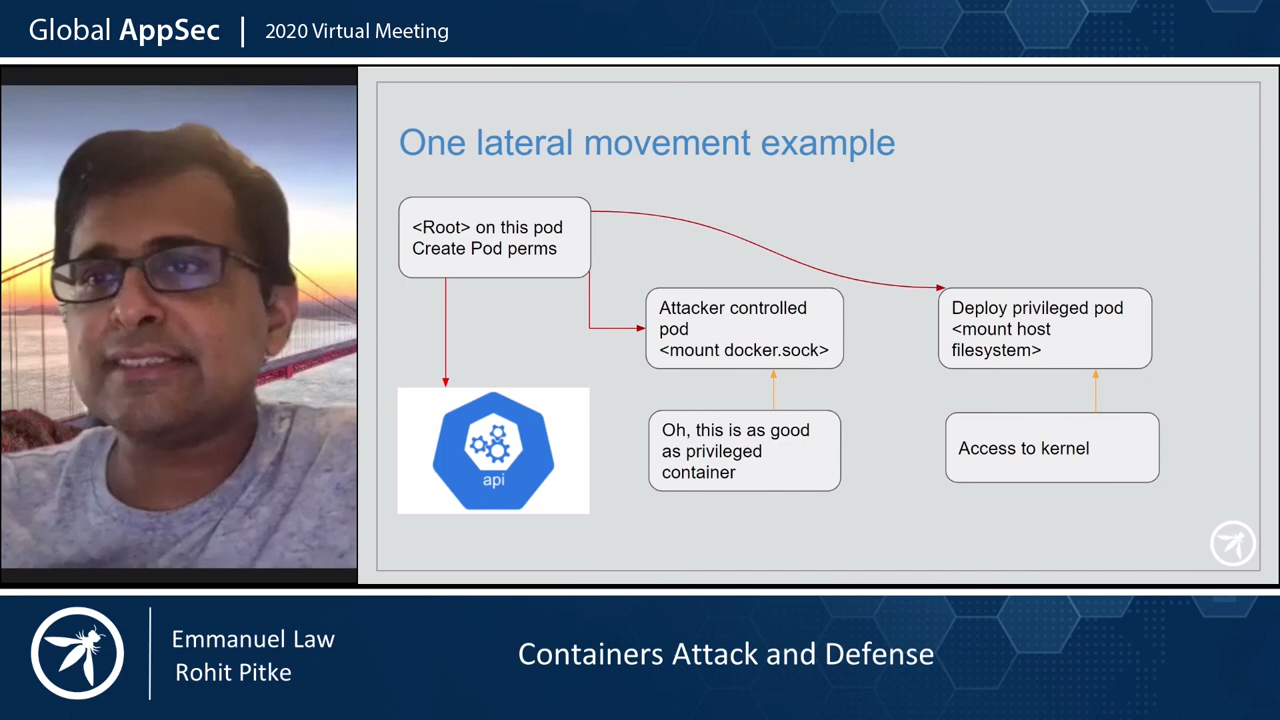 Global AppSec | 2020 Virtual Meeting
One lateral movement example
<Root> on this pod
Create Pod perms
Attacker controlled
pod
<mount docker.sock>
Deploy privileged pod
<mount host
filesystem>
api
Oh, this is as good
as privileged
container
Access to kernel
Emmanuel Law
Rohit Pitke
Containers Attack and Defense